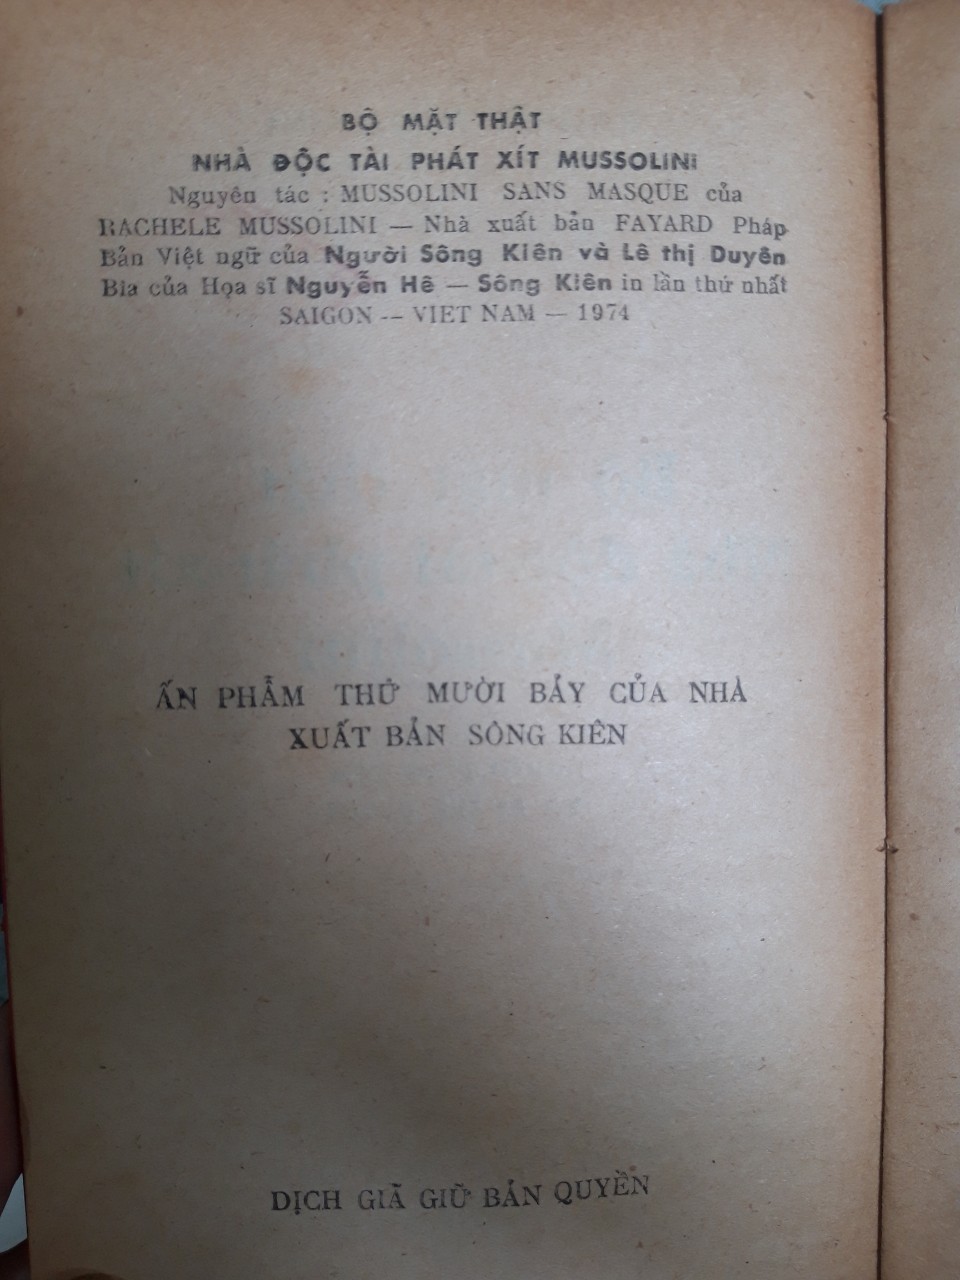 BỘ MẶT THẬT
NHÀ ĐỘC TÀI PHÁT XÍT MUSSOLINI
Nguyên tác : MUSSOLINI SANS MASQUE của
RACHELE MUSSOLINI — Nhà xuất bản FAYARD Pháp
Bản Việt ngữ của Người Sông Kiên và Lê thị Duyên
Bìa của Họa sĩ Nguyễn Hê — Sông Kiên in lần thứ nhất
SAIGON -- VIET NAM — 1974
ẤN PHẨM THỨ MƯỜI BẢY CỦA NHÀ
XUẤT BẢN SÔNG KIÊN
DỊCH GIẢ GIỮ BẢN QUYỀN